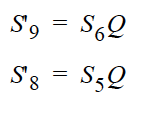 S'₉ = S₆Q
S'₈ = S₅Q